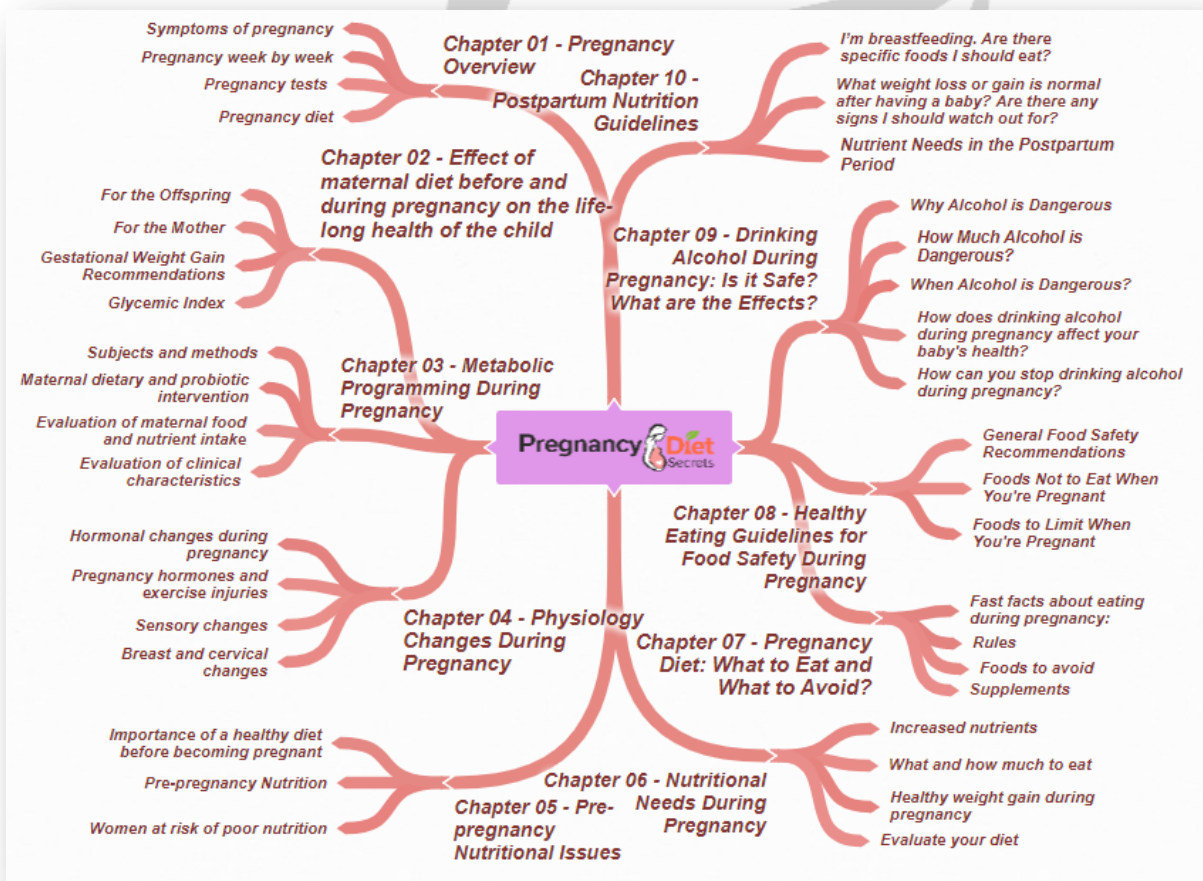 Symptoms of pregnancy
Pregnancy week by week
Pregnancy tests
Pregnancy diet
Chapter 01 - Pregnancy
Overview
Chapter 10 -
Postpartum Nutrition
Guidelines
I'm breastfeeding. Are there
specific foods I should eat?
What weight loss or gain is normal
after having a baby? Are there any
signs I should watch out for?
Nutrient Needs in the Postpartum
Period
Chapter 02 - Effect of
maternal diet before and
during pregnancy on the life-
long health of the child
For the Offspring
For the Mother
Gestational Weight Gain
Recommendations
Glycemic Index
Chapter 09 - Drinking
Alcohol During
Pregnancy: Is it Safe?
What are the Effects?
Why Alcohol is Dangerous
How Much Alcohol is
Dangerous?
When Alcohol is Dangerous?
How does drinking alcohol
during pregnancy affect your
baby's health?
How can you stop drinking alcohol
during pregnancy?
Subjects and methods
Maternal dietary and probiotic
intervention
Evaluation of maternal food
and nutrient intake
Evaluation of clinical
characteristics
Chapter 03 - Metabolic
Programming During
Pregnancy
Pregnancy Diet
Secrets
General Food Safety
Recommendations
Foods Not to Eat When
You're Pregnant
Foods to Limit When
You're Pregnant
Chapter 08 - Healthy
Eating Guidelines for
Food Safety During
Pregnancy
Hormonal changes during
pregnancy
Pregnancy hormones and
exercise injuries
Sensory changes
Breast and cervical
changes
Chapter 04 - Physiology
Changes During
Pregnancy
Chapter 07 - Pregnancy
Diet: What to Eat and
What to Avoid?
Fast facts about eating
during pregnancy:
Rules
Foods to avoid
Supplements
Importance of a healthy diet
before becoming pregnant
Pre-pregnancy Nutrition
Women at risk of poor nutrition
Chapter 05 - Pre-
pregnancy
Nutritional Issues
Chapter 06 - Nutritional
Needs During
Pregnancy
Increased nutrients
What and how much to eat
Healthy weight gain during
pregnancy
Evaluate your diet